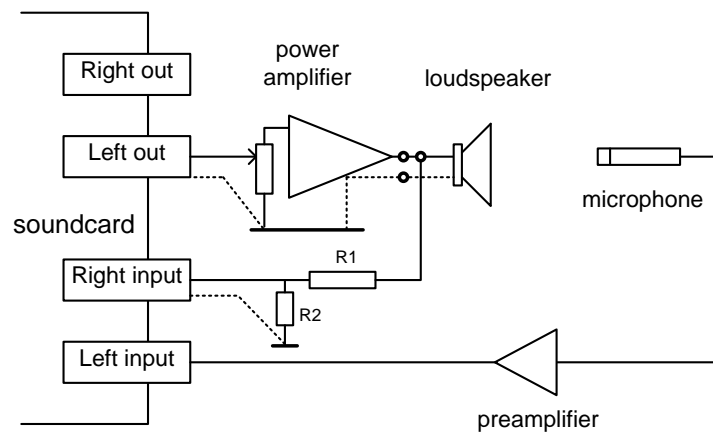 power
amplifier
loudspeaker
Right out
Left out
microphone
soundcard
Right input
R1
R2
Left input
preamplifier